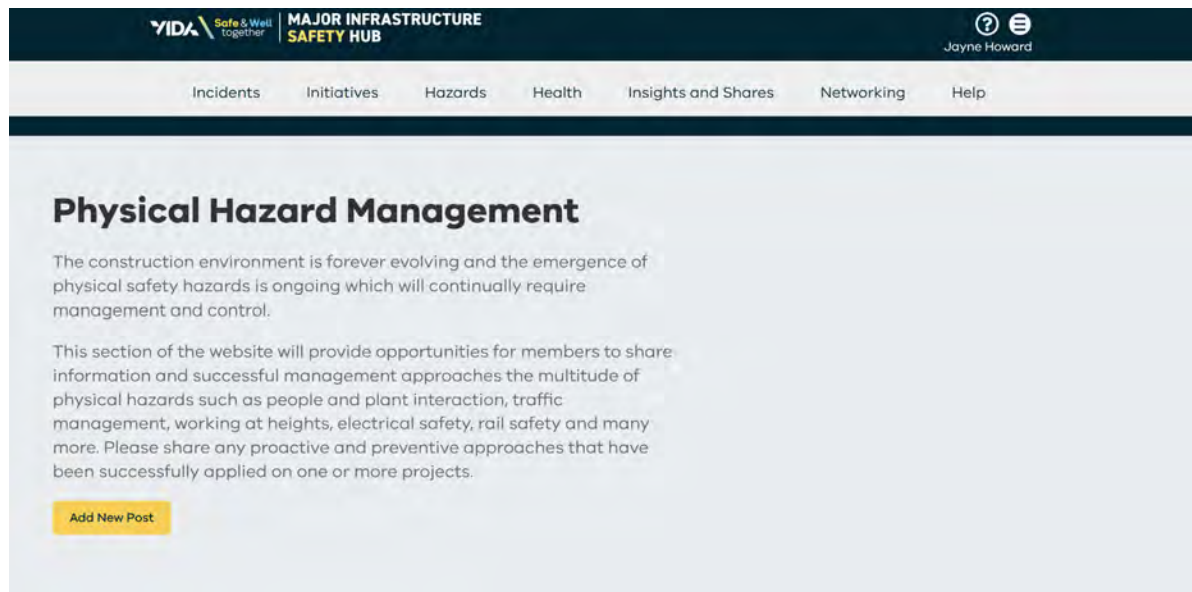 VIDA Safe & Well together MAJOR INFRASTRUCTURE SAFETY HUB
Jayne Howard
Incidents Initiatives Hazards Health Insights and Shares Networking Help
Physical Hazard Management
The construction environment is forever evolving and the emergence of
physical safety hazards is ongoing which will continually require
management and control.
This section of the website will provide opportunities for members to share
information and successful management approaches the multitude of
physical hazards such as people and plant interaction, traffic
management, working at heights, electrical safety, rail safety and many
more. Please share any proactive and preventive approaches that have
been successfully applied on one or more projects.
Add New Post